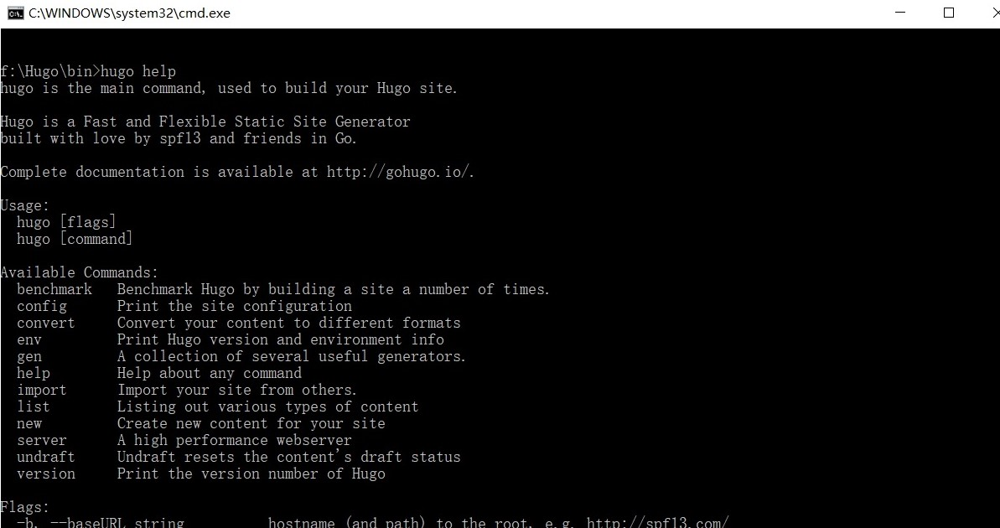 C:\WINDOWS\system32\cmd.exe
f:\Hugo\bin>hugo help
hugo is the main command, used to build your Hugo site.
Hugo is a Fast and Flexible Static Site Generator
built with love by spf13 and friends in Go.
Complete documentation is available at http://gohugo.io/.
Usage:
hugo [flags]
hugo [command]
Available Commands:
benchmark Benchmark Hugo by building a site a number of times.
config Print the site configuration
convert Convert your content to different formats
env Print Hugo version and environment info
gen A collection of several useful generators.
help Help about any command
import Import your site from others.
list Listing out various types of content
new Create new content for your site
server A high performance webserver
undraft Undraft resets the content's draft status
version Print the version number of Hugo
Flags:
-b, --baseURL string hostname (and path) to the root, e.g. http://spf13.com/